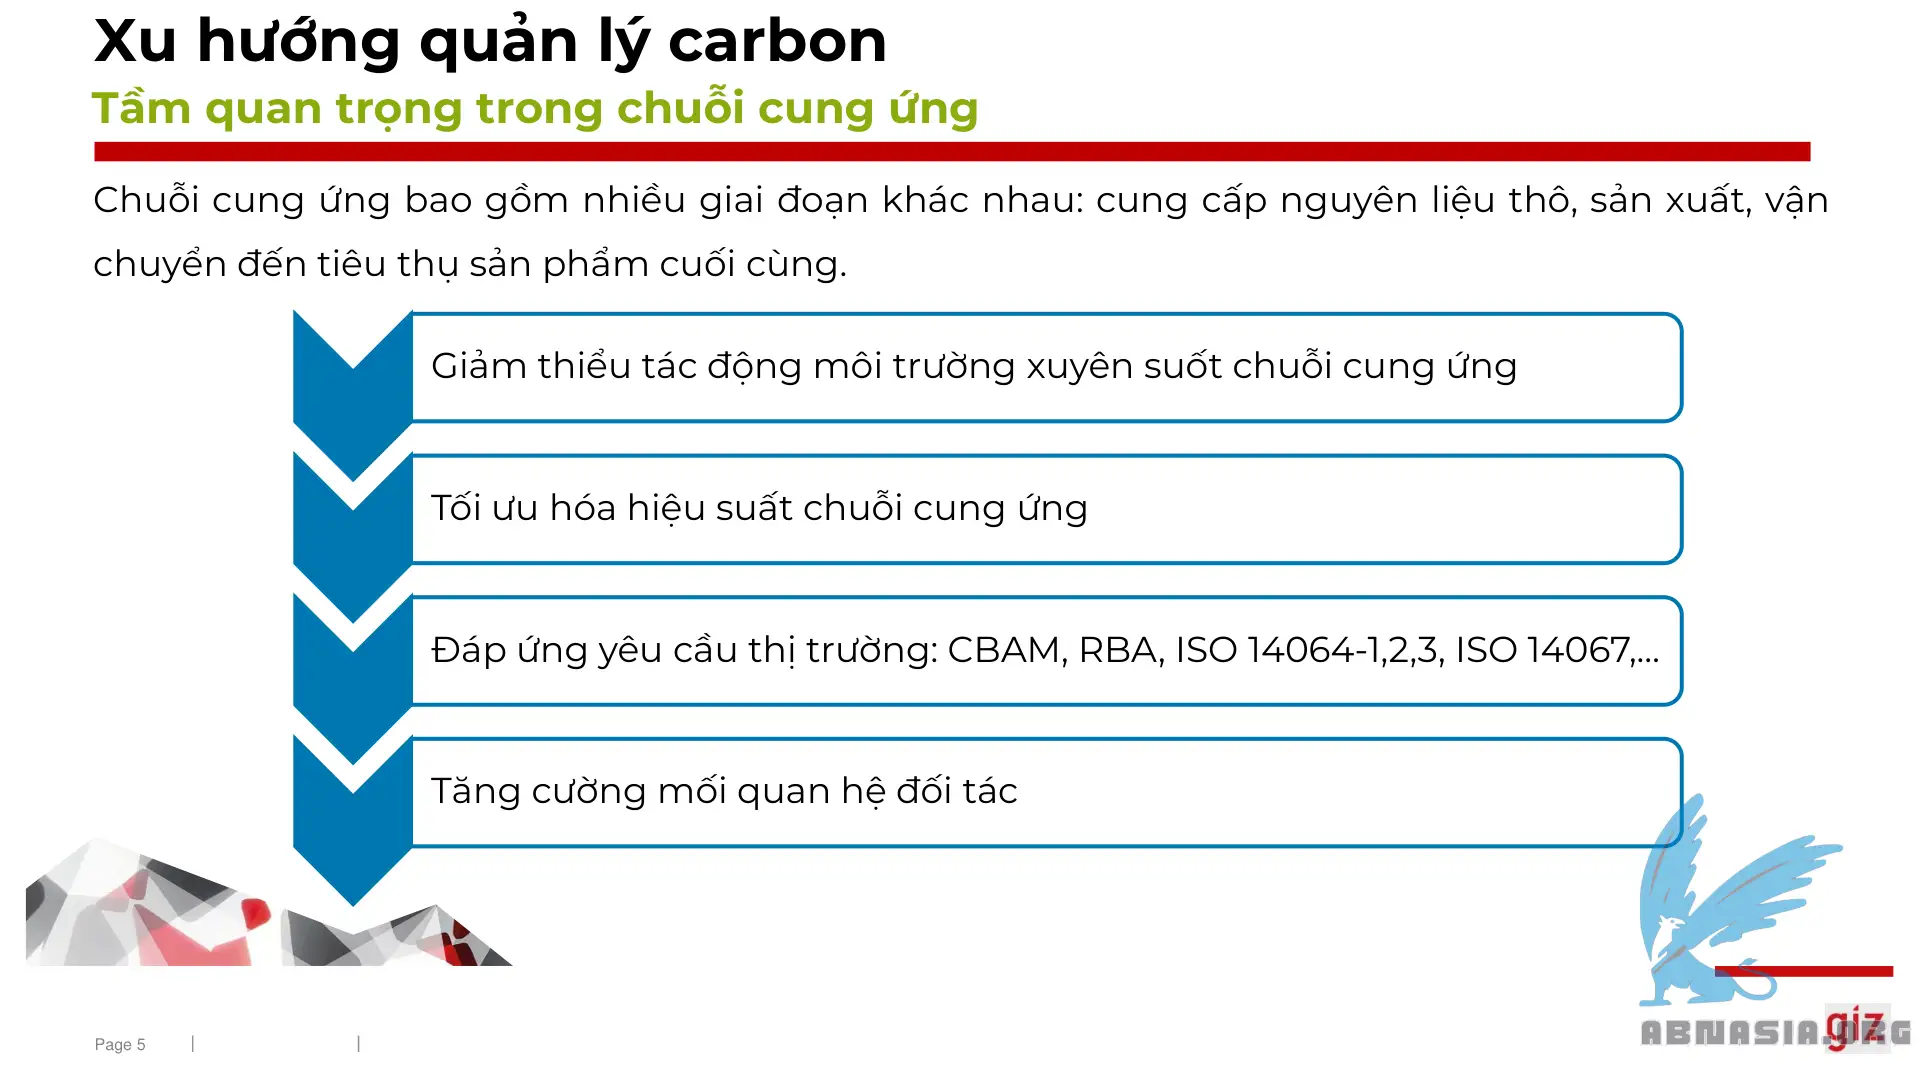 Xu hướng quản lý carbon
Tầm quan trọng trong chuỗi cung ứng
Chuỗi cung ứng bao gồm nhiều giai đoạn khác nhau: cung cấp nguyên liệu thô, sản xuất, vận
chuyển đến tiêu thụ sản phẩm cuối cùng.
Giảm thiểu tác động môi trường xuyên suốt chuỗi cung ứng
Tối ưu hóa hiệu suất chuỗi cung ứng
Đáp ứng yêu cầu thị trường: CBAM, RBA, ISO 14064-1,2,3, ISO 14067,...
Tăng cường mối quan hệ đối tác
Page 5
giz
ABNASIA.ORG